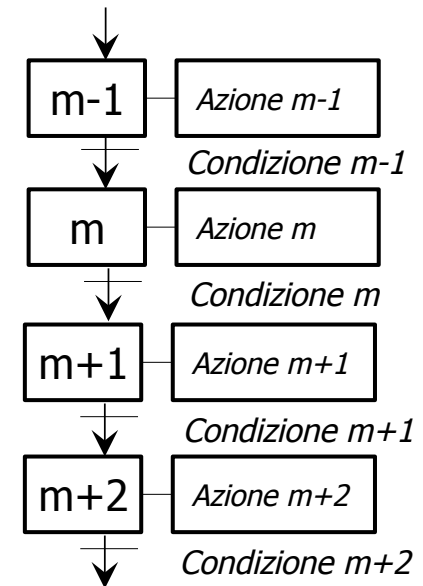 m-1 Azione m-1
Condizione m-1
m Azione m
Condizione m
m+1 Azione m+1
Condizione m+1
m+2 Azione m+2
Condizione m+2